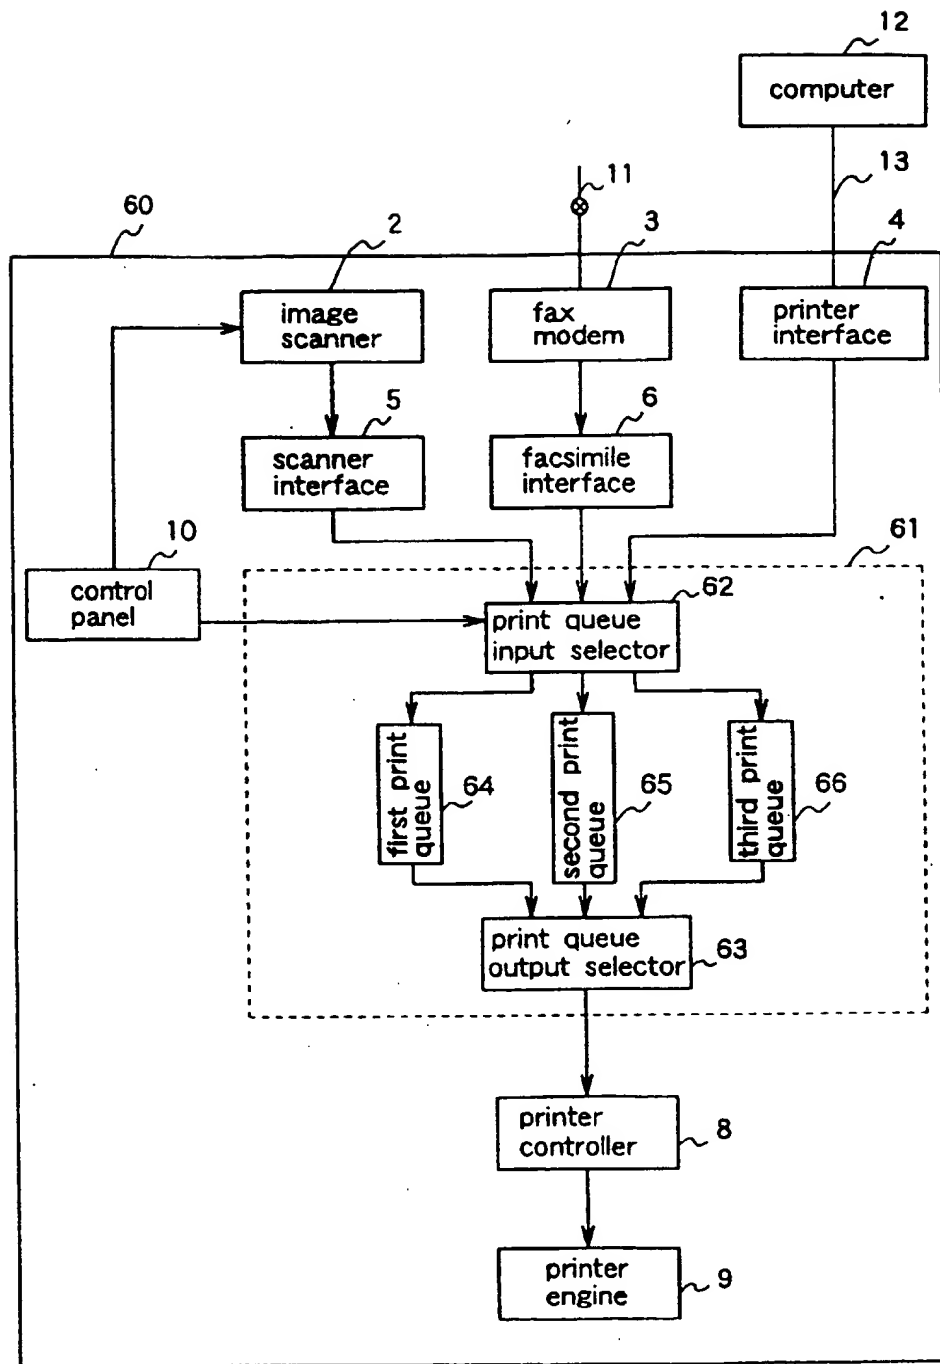 12
computer
13
11
60
2
3
4
image
scanner
fax
modem
printer
interface
5
6
scanner
interface
facsimile
interface
10
61
control
panel
62
print queue
input selector
first print
queue
64
second print
queue
65
third print
queue
66
print queue
output selector
63
printer
controller
8
printer
engine
9